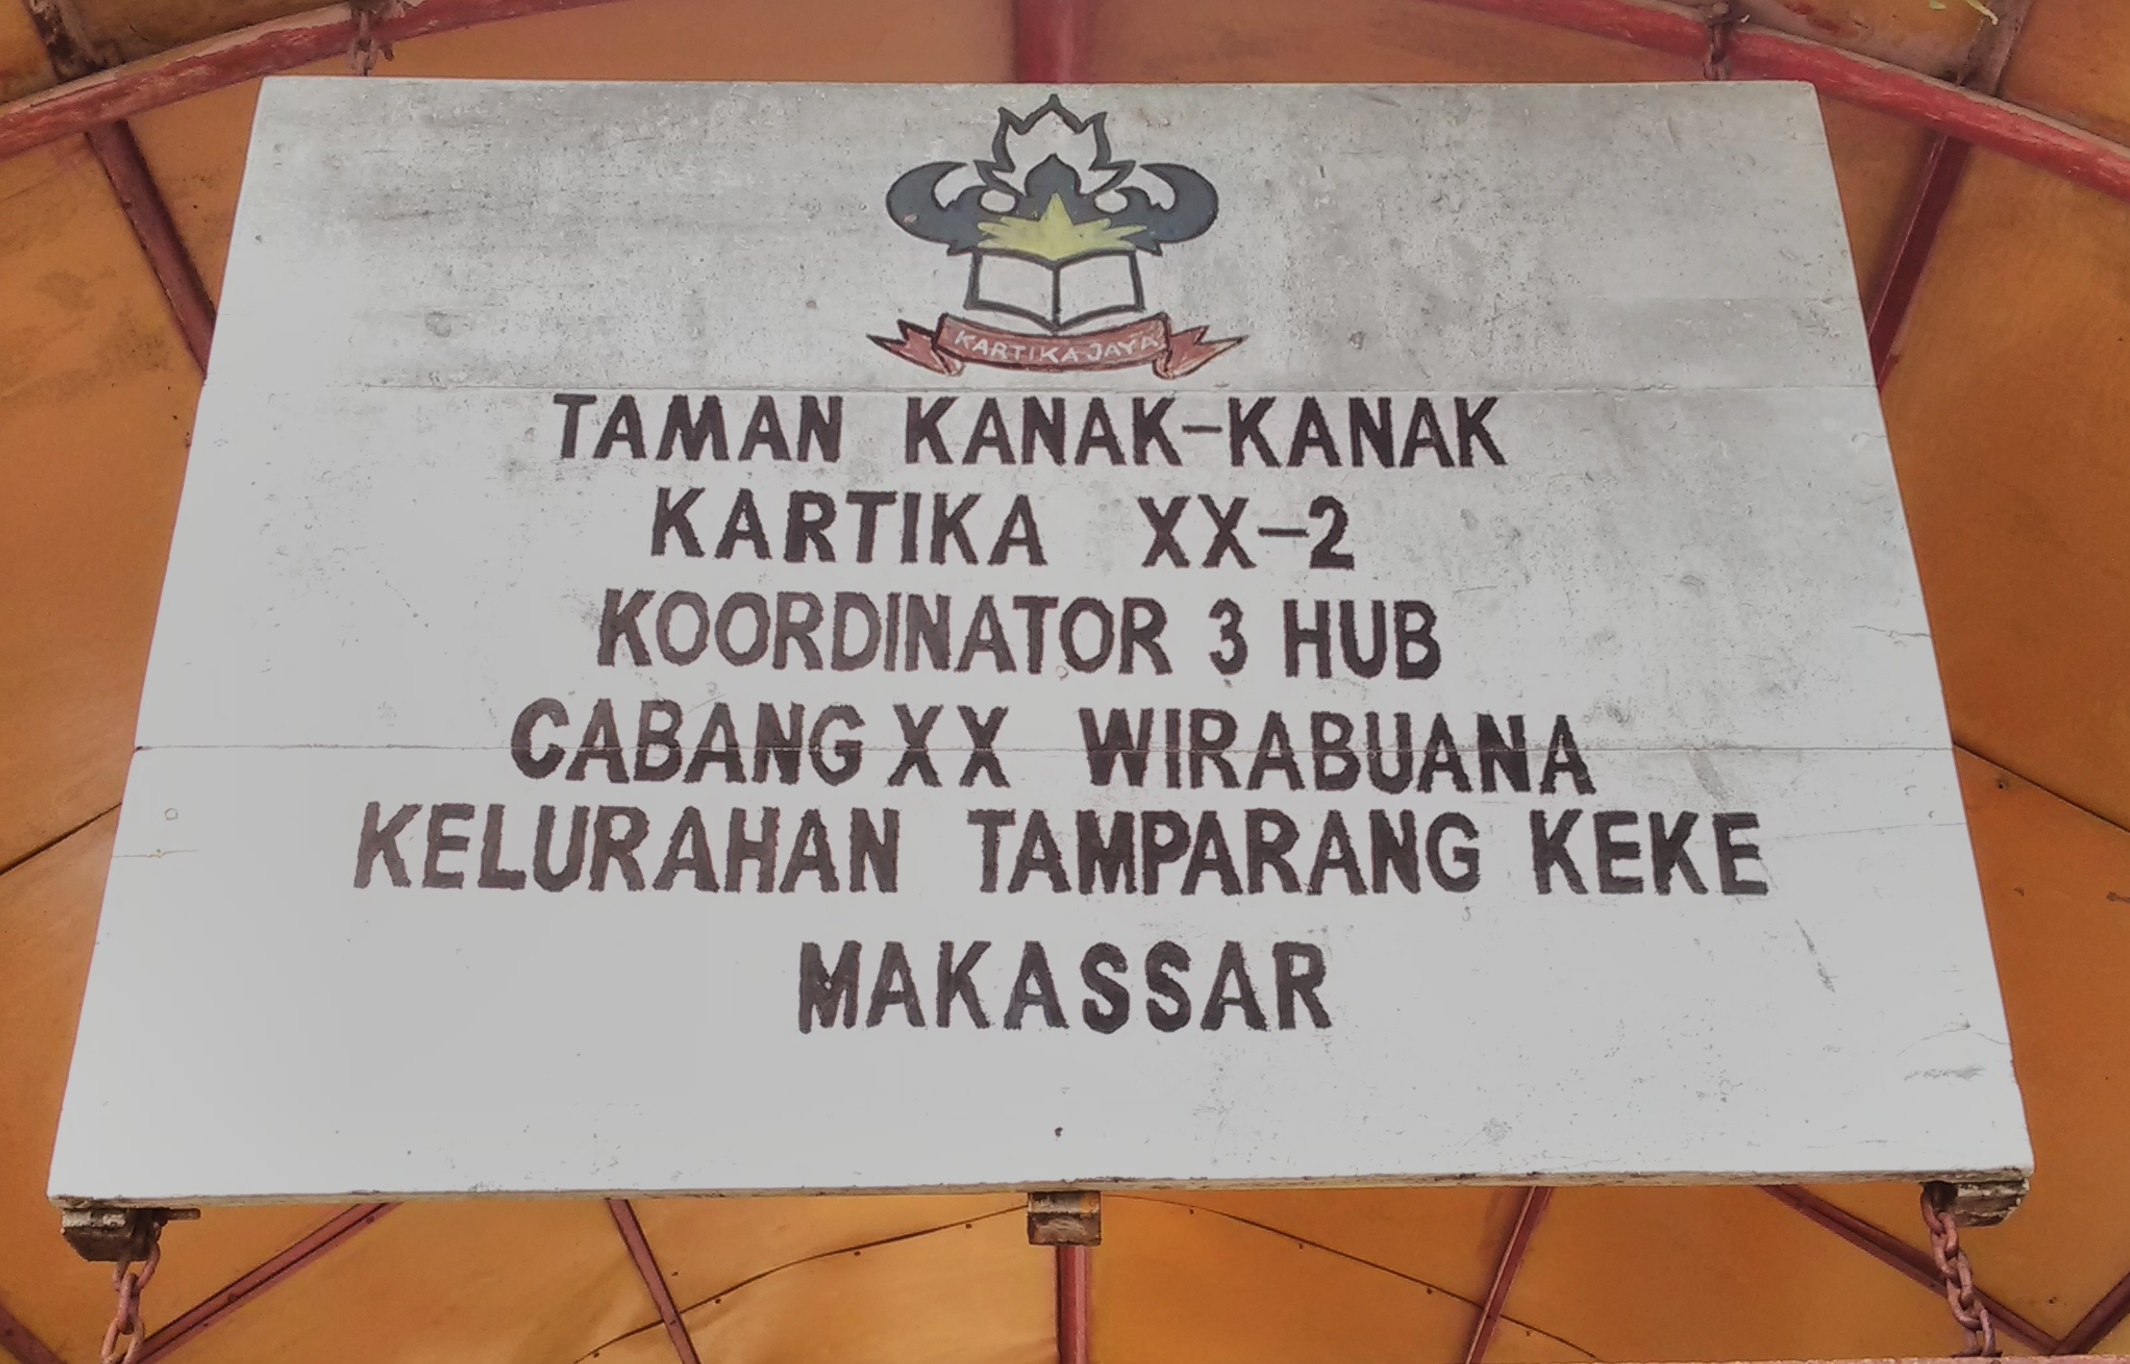 KARTIKA JAYA
TAMAN KANAK-KANAK
KARTIKA XX-2
KOORDINATOR 3 HUB
CABANG XX WIRABUANA
KELURAHAN TAMPARANG KEKE
MAKASSAR